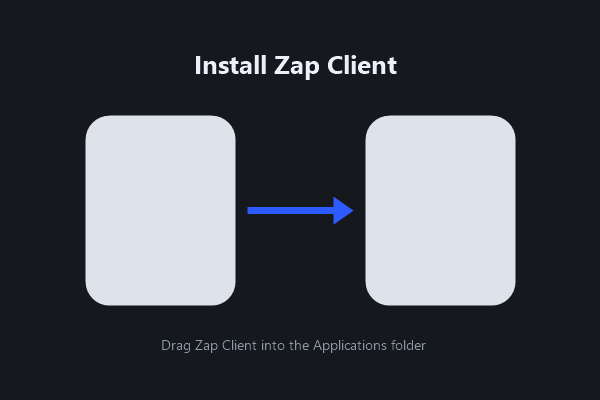 Install Zap Client
Drag Zap Client into the Applications folder